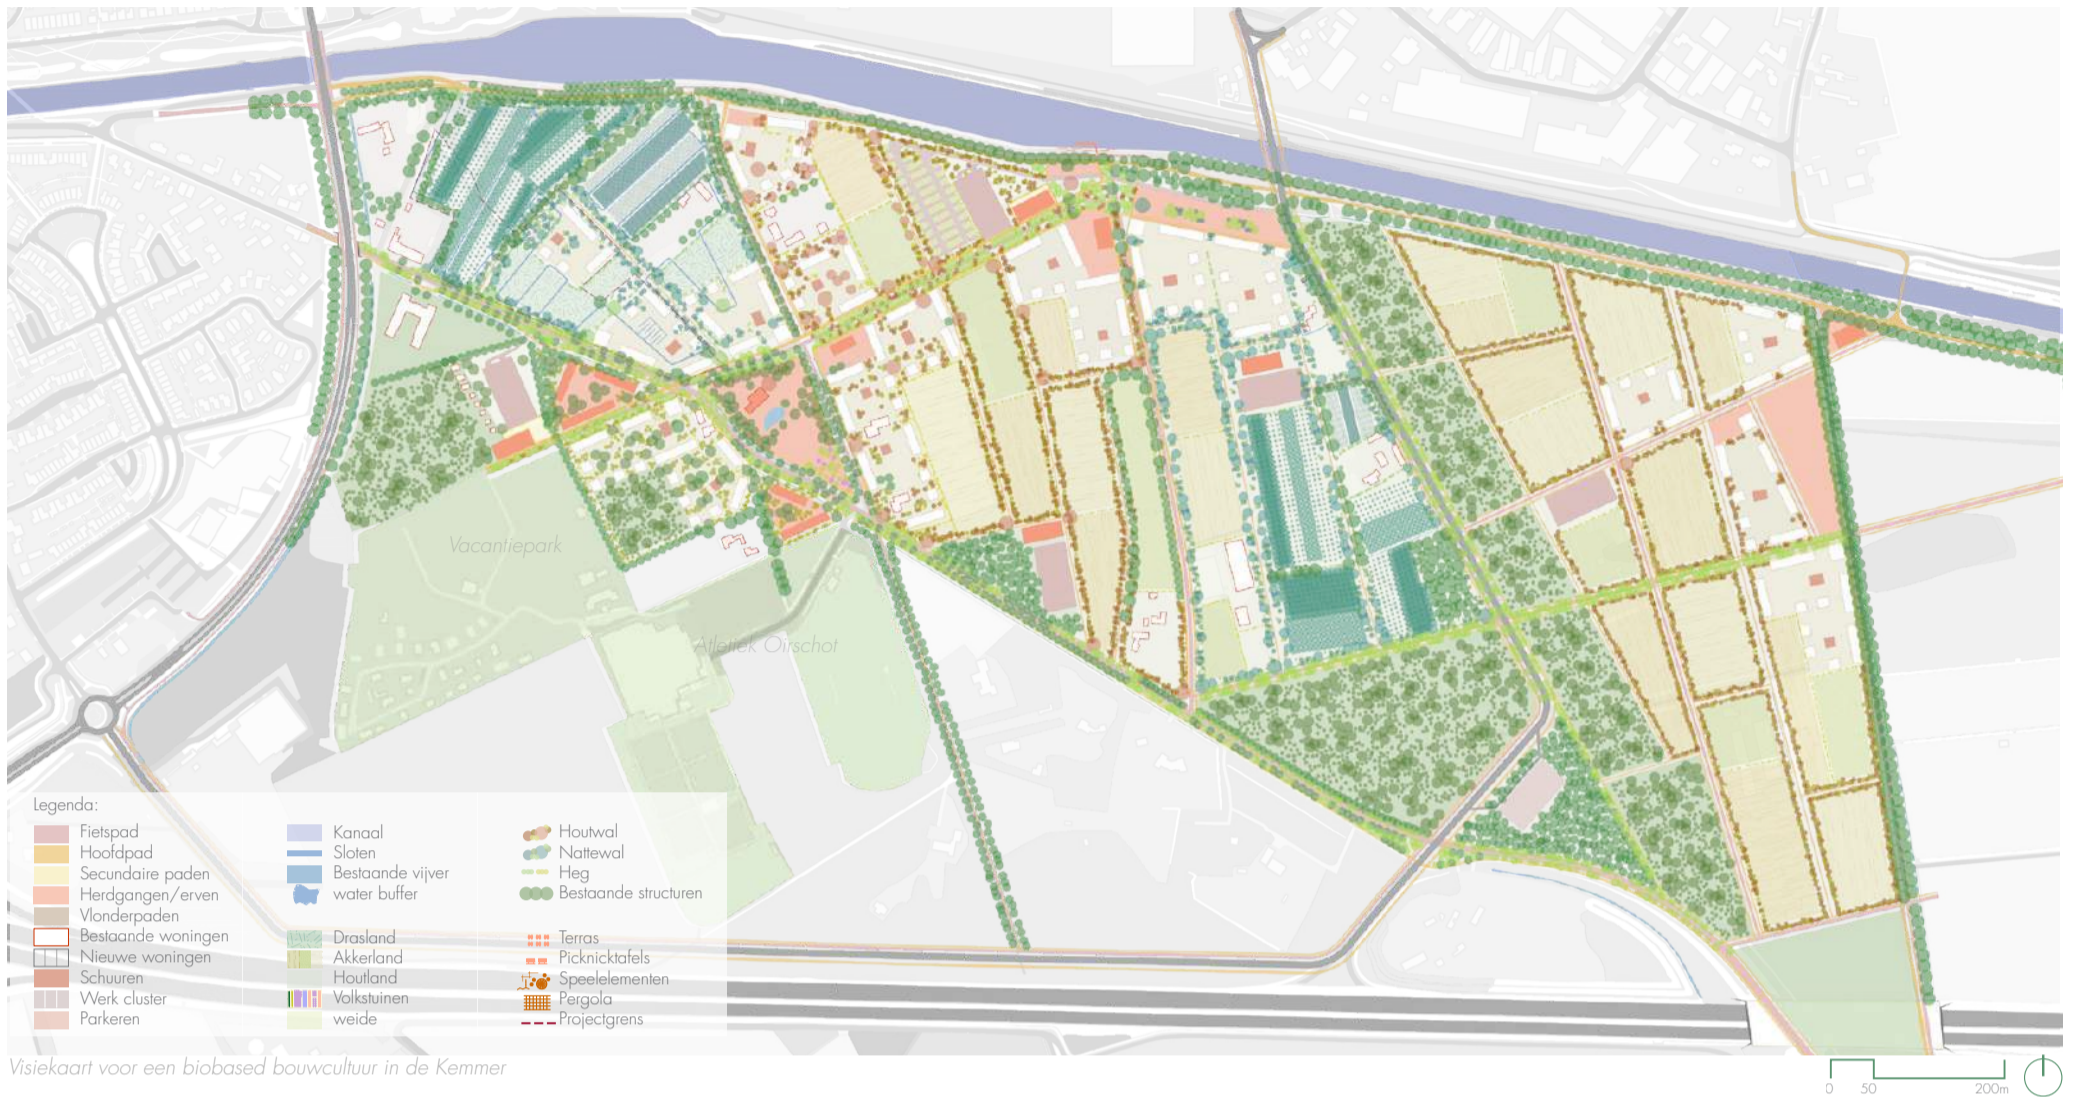 Vacantiepark
Atletiek Oirschot
Legenda:
Fietspad
Hoofdpad
Secundaire paden
Herdgangen/erven
Vlonderpaden
Bestaande woningen
Nieuwe woningen
Schuuren
Werk cluster
Parkeren
Kanaal
Sloten
Bestaande vijver
water buffer
Drasland
Akkerland
Houtland
Volkstuinen
weide
Houtwal
Nattewal
Heg
Bestaande structuren
Terras
Picknicktafels
Speelelementen
Pergola
Projectgrens
Visiekaart voor een biobased bouwcultuur in de Kemmer
0 50 200m